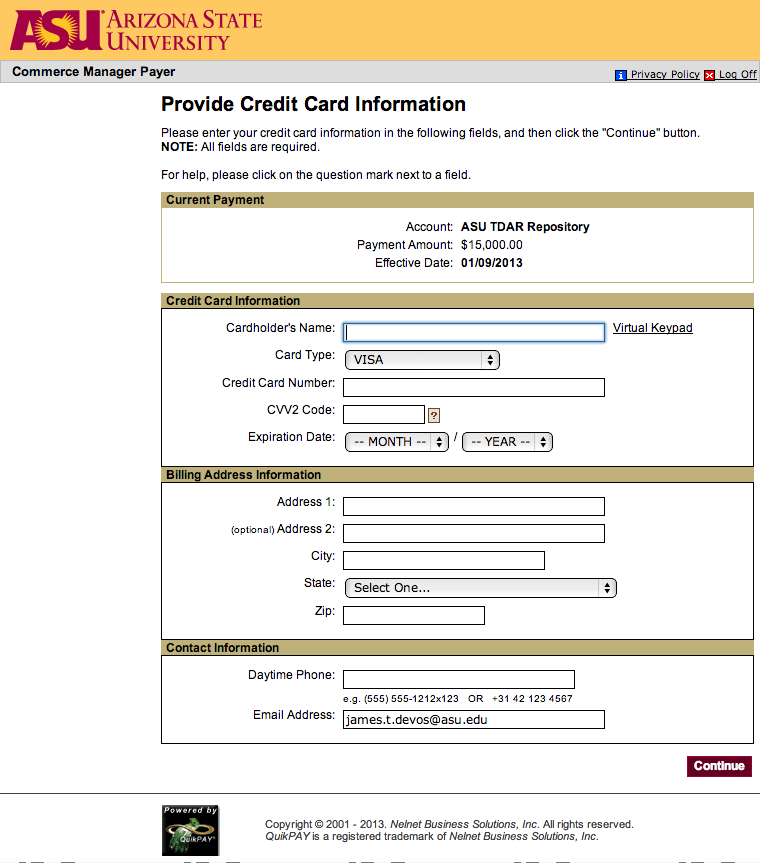 ASU ARIZONA STATE
UNIVERSITY
Commerce Manager Payer
Privacy Policy Log Off
Provide Credit Card Information
Please enter your credit card information in the following fields, and then click the "Continue" button.
NOTE: All fields are required.
For help, please click on the question mark next to a field.
Current Payment
Account: ASU TDAR Repository
Payment Amount: $15,000.00
Effective Date: 01/09/2013
Credit Card Information
Cardholder's Name: Virtual Keypad
Card Type: VISA
Credit Card Number:
CVV2 Code: ?
Expiration Date: -- MONTH -- / -- YEAR --
Billing Address Information
Address 1:
(optional) Address 2:
City:
State: Select One...
Zip:
Contact Information
Daytime Phone:
e.g. (555) 555-1212x123 OR +31 42 123 4567
Email Address: james.t.devos@asu.edu
Continue
Powered by
QuikPAY®
Copyright © 2001 - 2013. Nelnet Business Solutions, Inc. All rights reserved.
QuikPAY is a registered trademark of Nelnet Business Solutions, Inc.